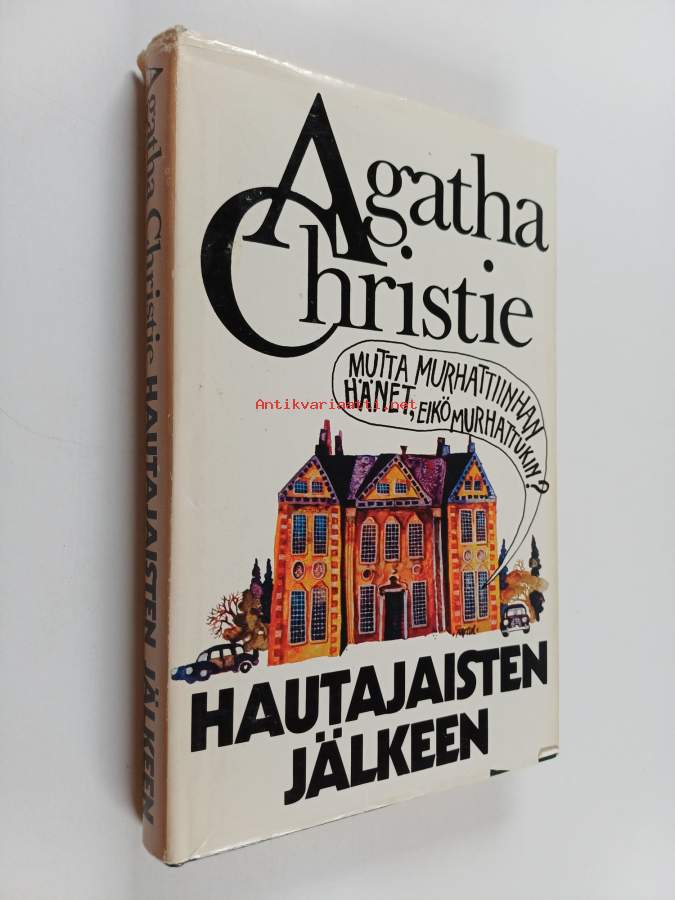 Agatha Christie HAUTAJAISTEN JÄLKEEN
Agatha
Christie
MUTTA MURHATTIINHAN
HÄNET, EIKÖ MURHATTUKIN?
Antikvariaatti.net
HAUTAJAISTEN
JÄLKEEN